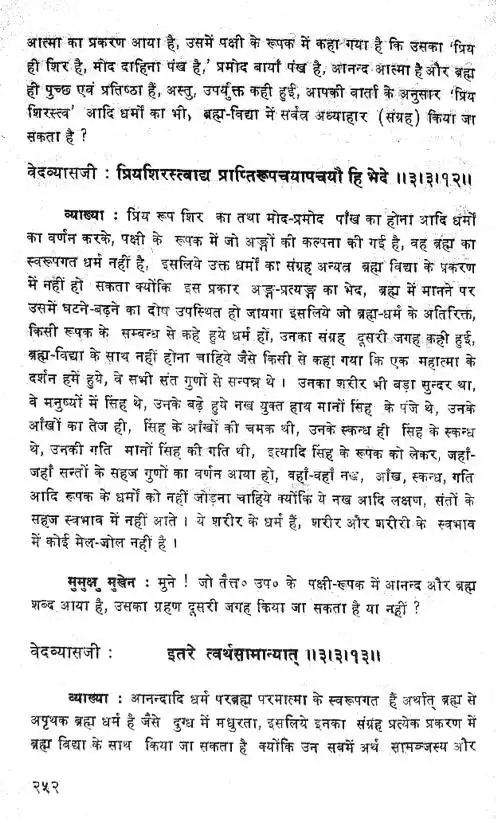 आत्मा का प्रकरण आया है, उसमें पक्षी के रूपक में कहा गया है कि उसका 'प्रिय
ही शिर है, मोद दाहिना पंख है,' प्रमोद बायाँ पंख है, आनन्द आत्मा है और ब्रह्म
ही पुच्छ एवं प्रतिष्ठा हैं, अस्तु, उपर्युक्त कही हुई, आपकी वार्ता के अनुसार 'प्रिय
शिरस्त्व' आदि धर्मों का भी, ब्रह्म-विद्या में सर्वत्र अध्याहार (संग्रह) किया जा
सकता है ?
वेदव्यासजी : प्रियशिरस्त्वाद्य प्राप्तिरूपचयापचयौ हि भेदे ॥३।३।१२॥
व्याख्या : प्रिय रूप शिर का तथा मोद-प्रमोद पाँख का होना आदि धर्मों
का वर्णन करके, पक्षी के रूपक में जो अङ्गों की कल्पना की गई है, वह ब्रह्म का
स्वरूपगत धर्म नहीं है, इसलिये उक्त धर्मों का संग्रह अन्यत्र ब्रह्म विद्या के प्रकरण
में नहीं हो सकता क्योंकि इस प्रकार अङ्ग-प्रत्यङ्ग का भेद, ब्रह्म में मानने पर
उसमें घटने-बढ़ने का दोष उपस्थित हो जायगा इसलिये जो ब्रह्म-धर्म के अतिरिक्त,
किसी रूपक के सम्बन्ध से कहे हुये धर्म हों, उनका संग्रह दूसरी जगह कही हुई,
ब्रह्म-विद्या के साथ नहीं होना चाहिये जैसे किसी से कहा गया कि एक महात्मा के
दर्शन हमें हुये, वे सभी संत गुणों से सम्पन्न थे । उनका शरीर भी बड़ा सुन्दर था,
वे मनुष्यों में सिंह थे, उनके बढ़े हुये नख युक्त हाथ मानों सिंह के पंजे थे, उनके
आँखों का तेज ही, सिंह के आँखों की चमक थी, उनके स्कन्ध ही सिंह के स्कन्ध
थे, उनकी गति मानों सिंह की गति थी, इत्यादि सिंह के रूपक को लेकर, जहाँ-
जहाँ सन्तों के सहज गुणों का वर्णन आया हो, वहाँ-वहाँ नख, आँख, स्कन्ध, गति
आदि रूपक के धर्मों को नहीं जोड़ना चाहिये क्योंकि ये नख आदि लक्षण, संतों के
सहज स्वभाव में नहीं आते । ये शरीर के धर्म हैं, शरीर और शरीरी के स्वभाव
में कोई मेल-जोल नहीं है ।
मुमुक्षु मुखेन : मुने ! जो तैत्त० उप० के पक्षी-रूपक में आनन्द और ब्रह्म
शब्द आया है, उसका ग्रहण दूसरी जगह किया जा सकता है या नहीं ?
वेदव्यासजी : इतरे त्वर्थसामान्यात् ॥३।३।१३॥
व्याख्या : आनन्दादि धर्म परब्रह्म परमात्मा के स्वरूपगत हैं अर्थात् ब्रह्म से
अपृथक ब्रह्म धर्म है जैसे दुग्ध में मधुरता, इसलिये इनका संग्रह प्रत्येक प्रकरण में
ब्रह्म विद्या के साथ किया जा सकता है क्योंकि उन सबमें अर्थ सामञ्जस्य और
२५२